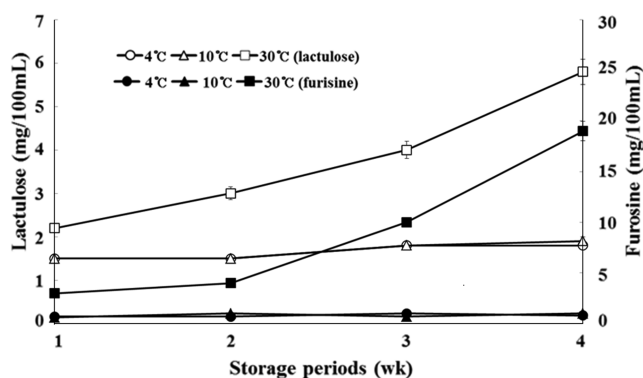 7
6
5
4
3
2
1
0
Lactulose (mg/100mL)
4℃ 10℃ 30℃ (lactulose)
4℃ 10℃ 30℃ (furisine)
30
25
20
15
10
5
0
Furosine (mg/100mL)
1 2 3 4
Storage periods (wk)